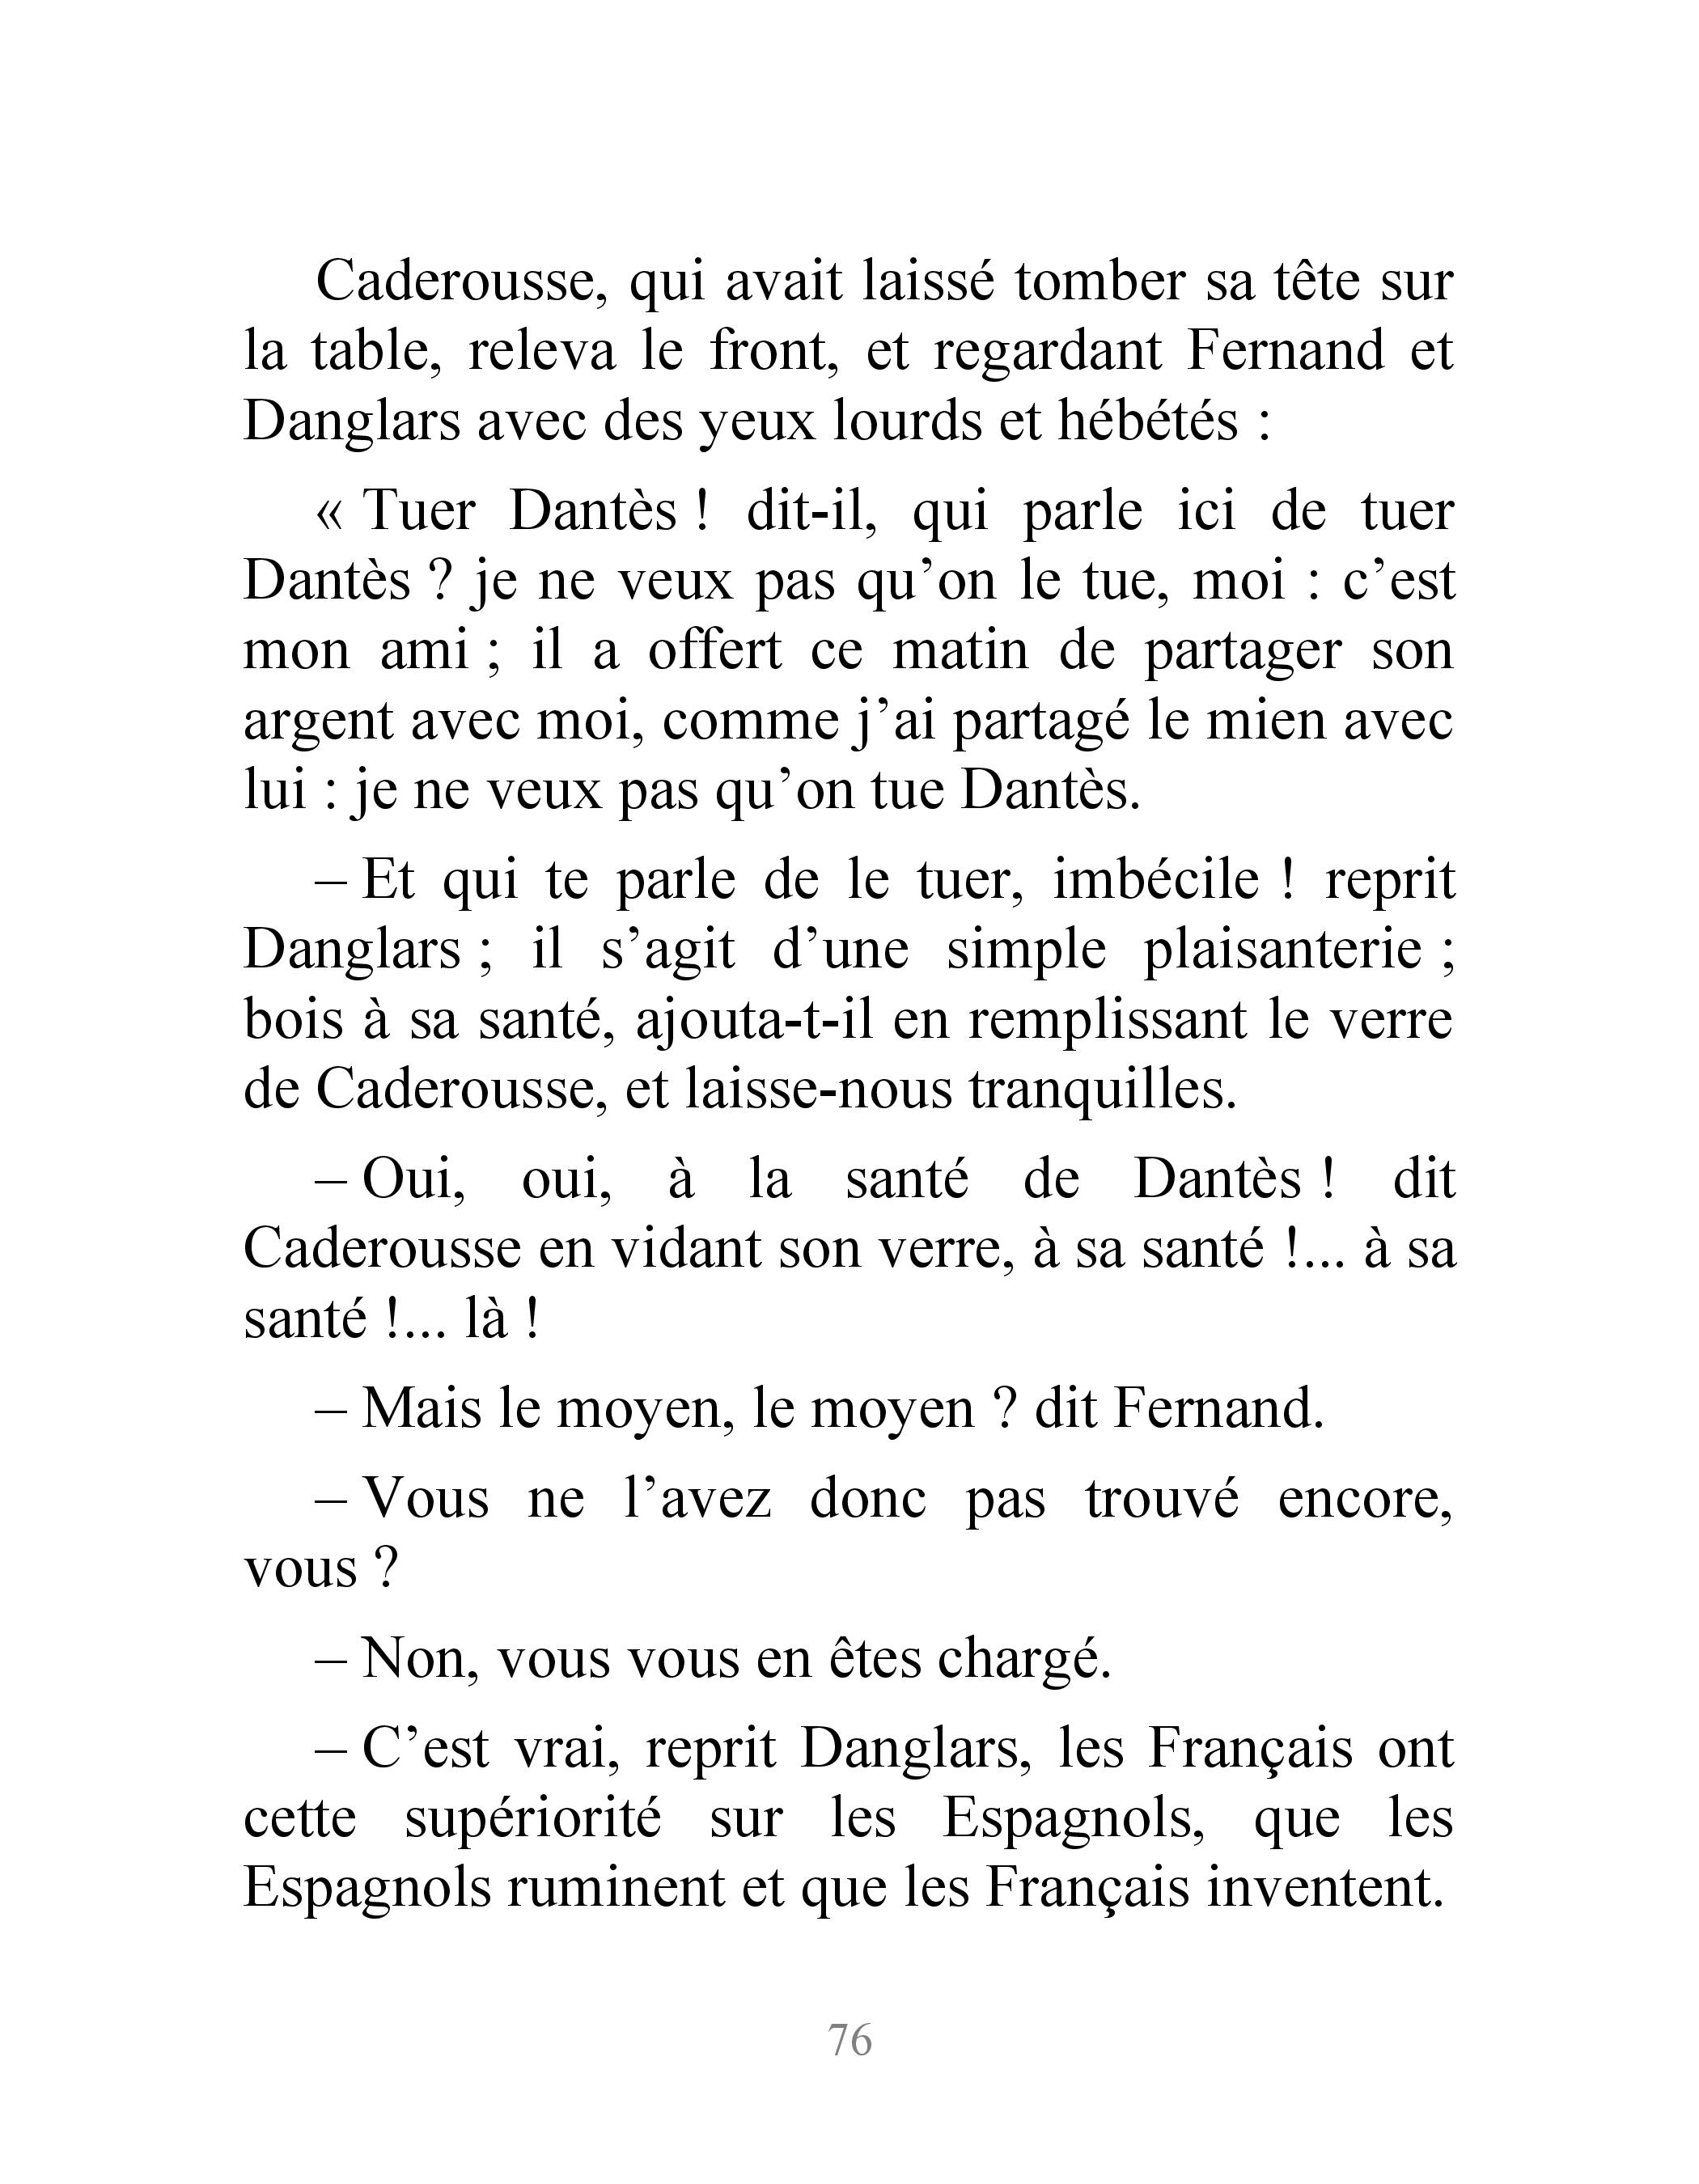 Caderousse, qui avait laissé tomber sa tête sur
la table, releva le front, et regardant Fernand et
Danglars avec des yeux lourds et hébétés :
« Tuer Dantès ! dit-il, qui parle ici de tuer
Dantès ? je ne veux pas qu’on le tue, moi : c’est
mon ami ; il a offert ce matin de partager son
argent avec moi, comme j’ai partagé le mien avec
lui : je ne veux pas qu’on tue Dantès.
– Et qui te parle de le tuer, imbécile ! reprit
Danglars ; il s’agit d’une simple plaisanterie ;
bois à sa santé, ajouta-t-il en remplissant le verre
de Caderousse, et laisse-nous tranquilles.
– Oui, oui, à la santé de Dantès ! dit
Caderousse en vidant son verre, à sa santé !... à sa
santé !... là !
– Mais le moyen, le moyen ? dit Fernand.
– Vous ne l’avez donc pas trouvé encore,
vous ?
– Non, vous vous en êtes chargé.
– C’est vrai, reprit Danglars, les Français ont
cette supériorité sur les Espagnols, que les
Espagnols ruminent et que les Français inventent.
76